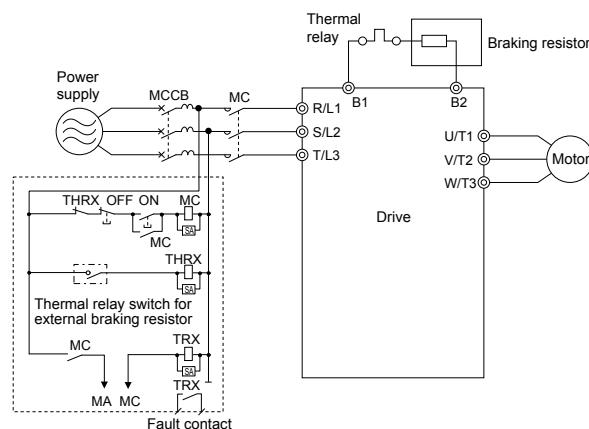 Thermal
relay
Braking resistor
Power
supply
MCCB
MC
B1
B2
R/L1
S/L2
T/L3
U/T1
V/T2
W/T3
Motor
Drive
THRX OFF ON
MC
SA
MC
THRX
SA
Thermal relay switch for
external braking resistor
MC
TRX
SA
MA MC
TRX
Fault contact